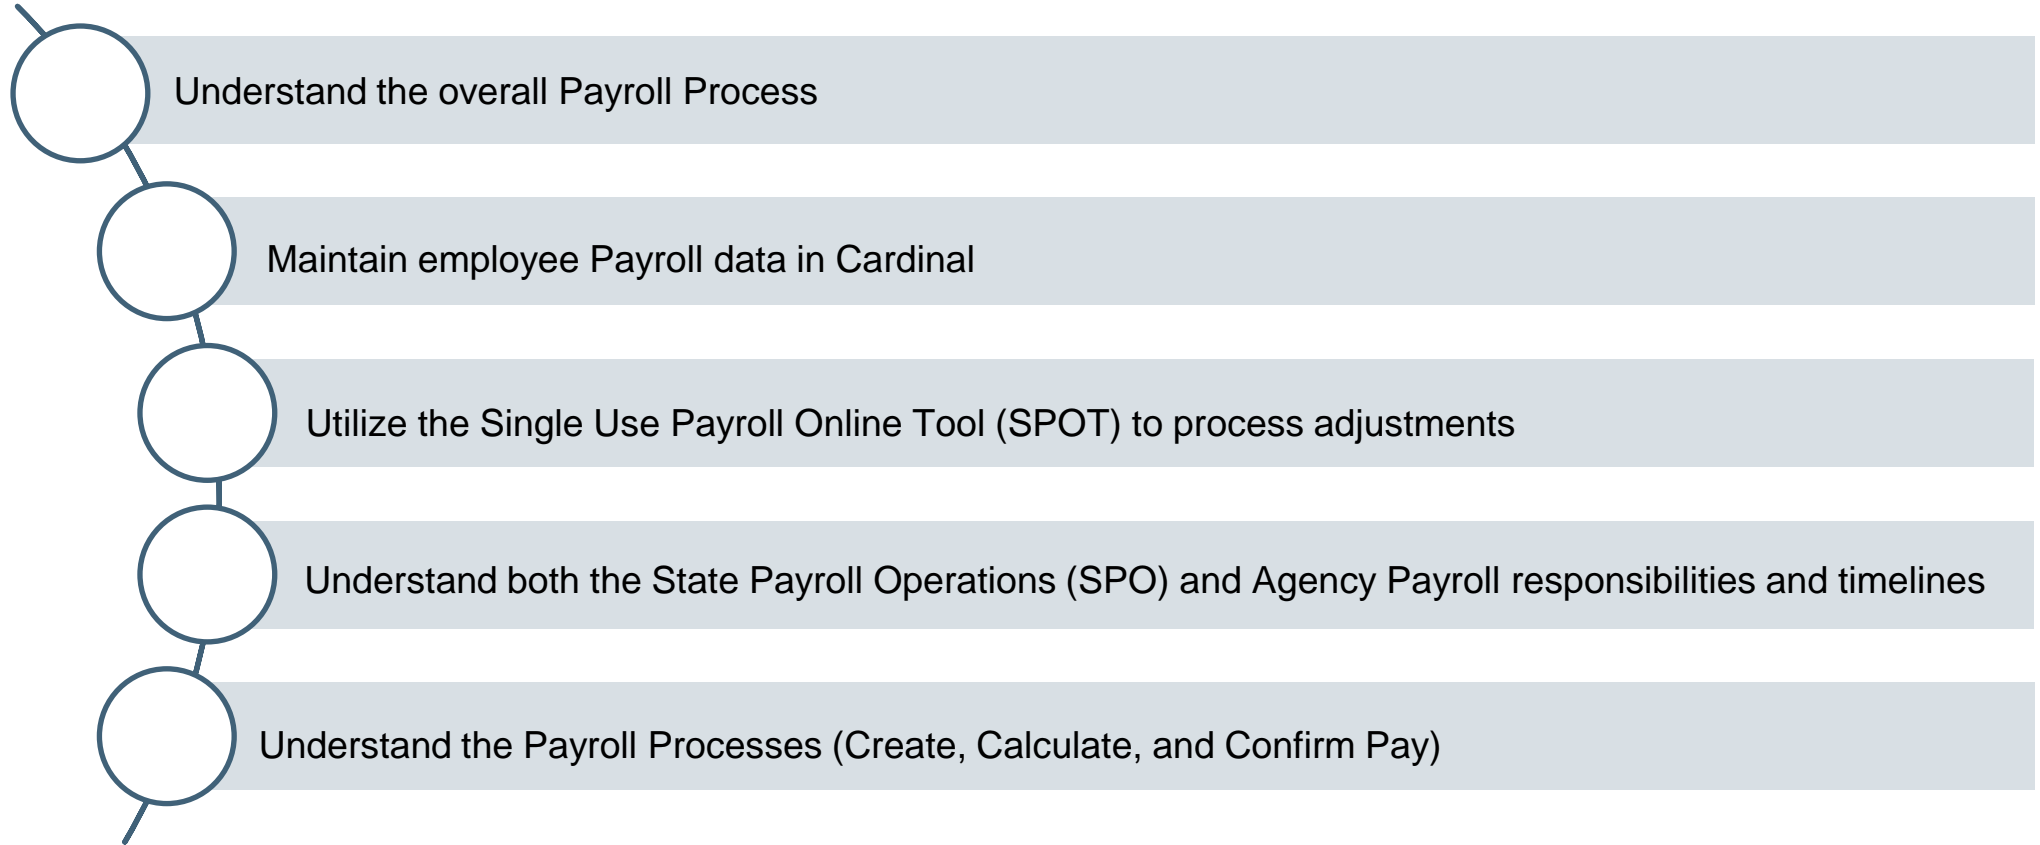 Understand the overall Payroll Process
Maintain employee Payroll data in Cardinal
Utilize the Single Use Payroll Online Tool (SPOT) to process adjustments
Understand both the State Payroll Operations (SPO) and Agency Payroll responsibilities and timelines
Understand the Payroll Processes (Create, Calculate, and Confirm Pay)